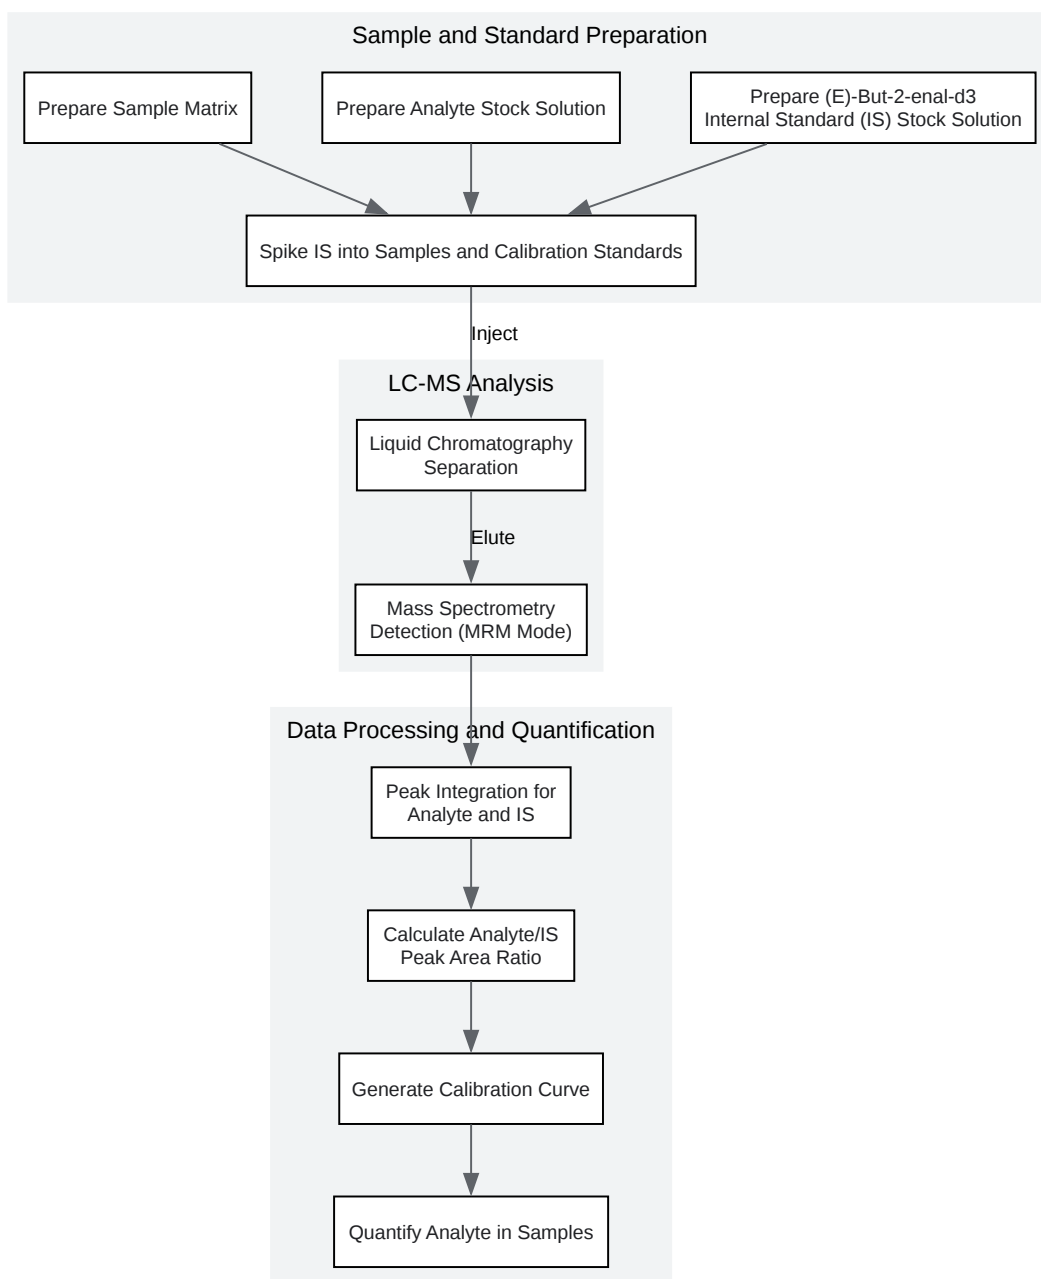 Sample and Standard Preparation
Prepare Sample Matrix
Prepare Analyte Stock Solution
Prepare (E)-But-2-enal-d3
Internal Standard (IS) Stock Solution
Spike IS into Samples and Calibration Standards
Inject
LC-MS Analysis
Liquid Chromatography
Separation
Elute
Mass Spectrometry
Detection (MRM Mode)
Data Processing and Quantification
Peak Integration for
Analyte and IS
Calculate Analyte/IS
Peak Area Ratio
Generate Calibration Curve
Quantify Analyte in Samples